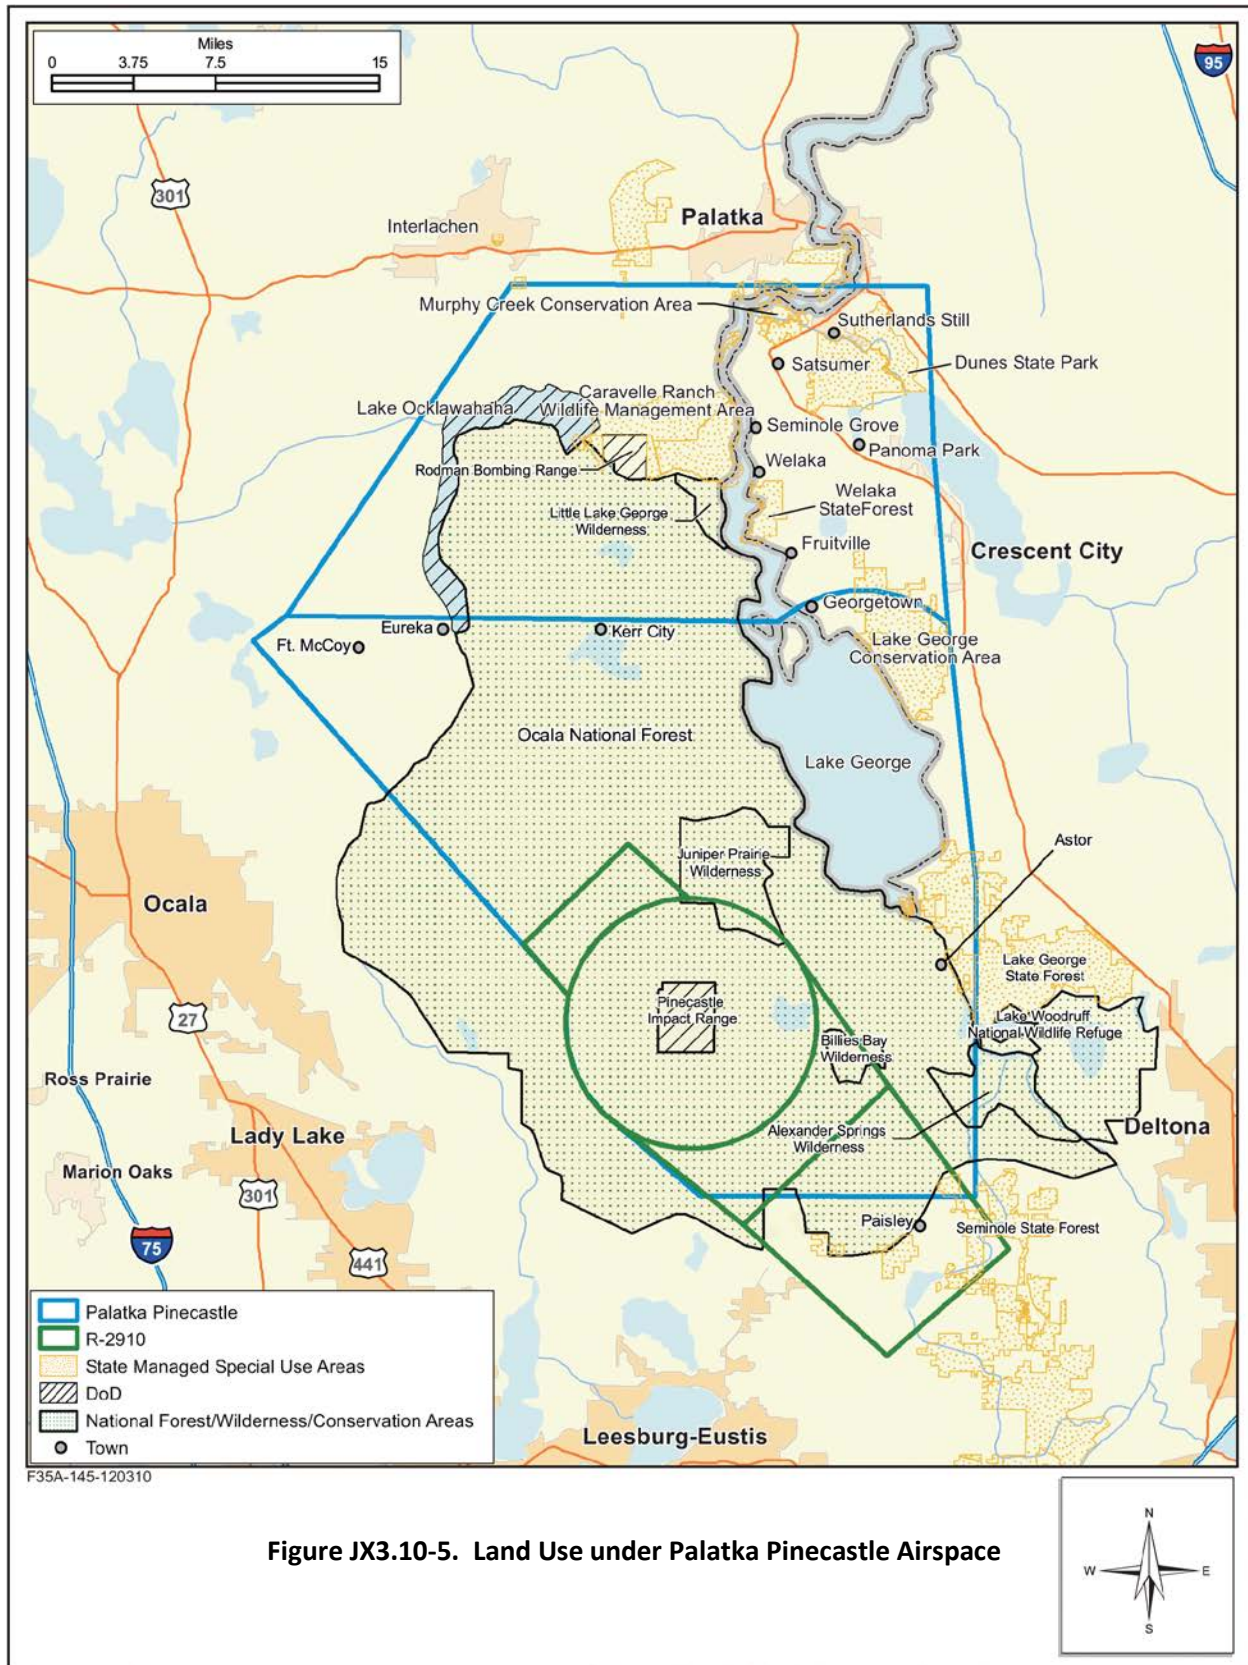 Miles
0 3.75 7.5 15
95
301
Interlachen
Palatka
Murphy Creek Conservation Area
Sutherlands Still
Satsumer
Dunes State Park
Caravelle Ranch
Wildlife Management Area
Lake Ocklawahaha
Seminole Grove
Panoma Park
Rodman Bombing Range
Welaka
Welaka
StateForest
Little Lake George
Wilderness
Fruitville
Crescent City
Georgetown
Eureka
Kerr City
Ft. McCoy
Lake George
Conservation Area
Ocala National Forest
Lake George
Astor
Juniper Prairie
Wilderness
Ocala
Lake George
State Forest
Pinecastle
Impact Range
27
Lake Woodruff
National Wildlife Refuge
Billies Bay
Wilderness
Ross Prairie
Lady Lake
Alexander Springs
Wilderness
Deltona
Marion Oaks
301
Paisley
Seminole State Forest
75
441
Palatka Pinecastle
R-2910
State Managed Special Use Areas
DoD
National Forest/Wilderness/Conservation Areas
Town
Leesburg-Eustis
F35A-145-120310
Figure JX3.10-5. Land Use under Palatka Pinecastle Airspace
N
W E
S